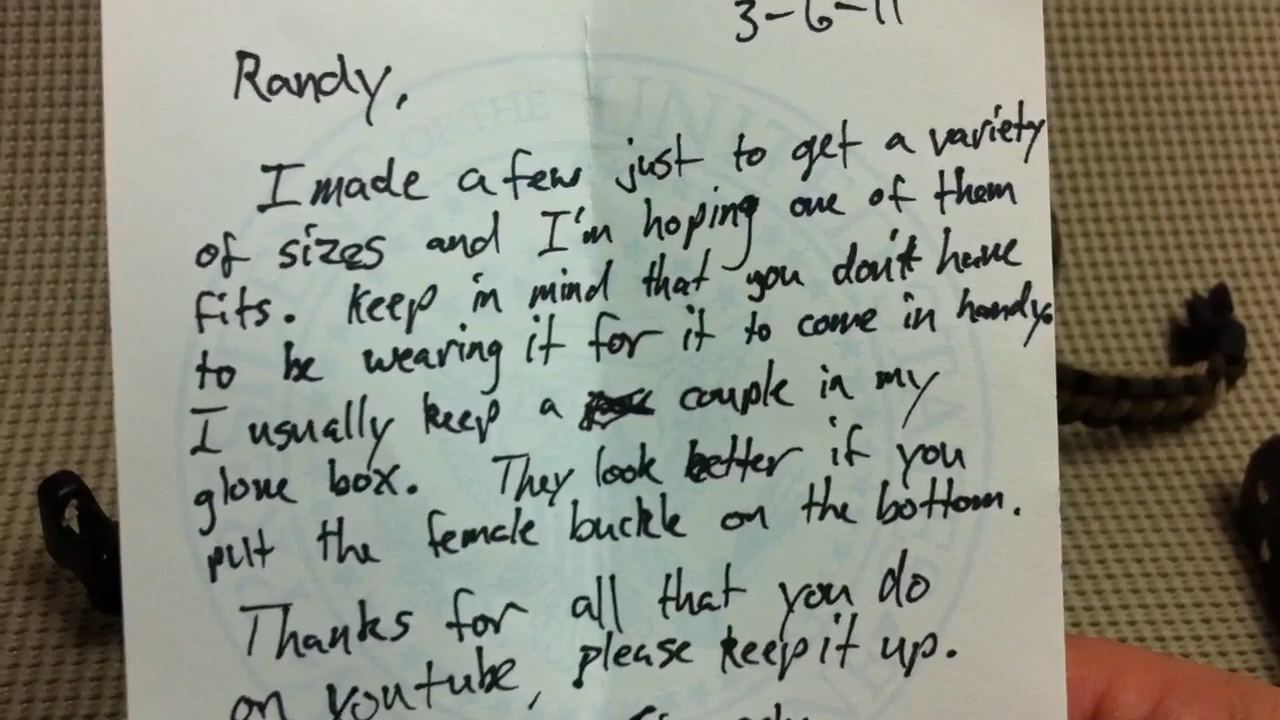 3-6-11
Randy,
I made a few just to get a variety
of sizes and I'm hoping one of them
fits. Keep in mind that you don't have
to be wearing it for it to come in handy.
I usually keep a couple in my
glove box. They look better if you
put the female buckle on the bottom.
Thanks for all that you do
on youtube, please keep it up.
OF THE UNITED